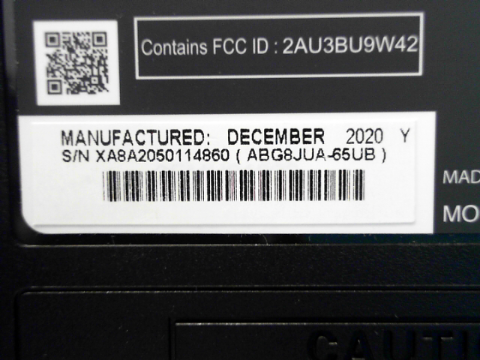 Contains FCC ID : 2AU3BU9W42
MANUFACTURED: DECEMBER 2020 Y
S/N XA8A2050114860 ( ABG8JUA-65UB )
MAD
MO
CAUTI